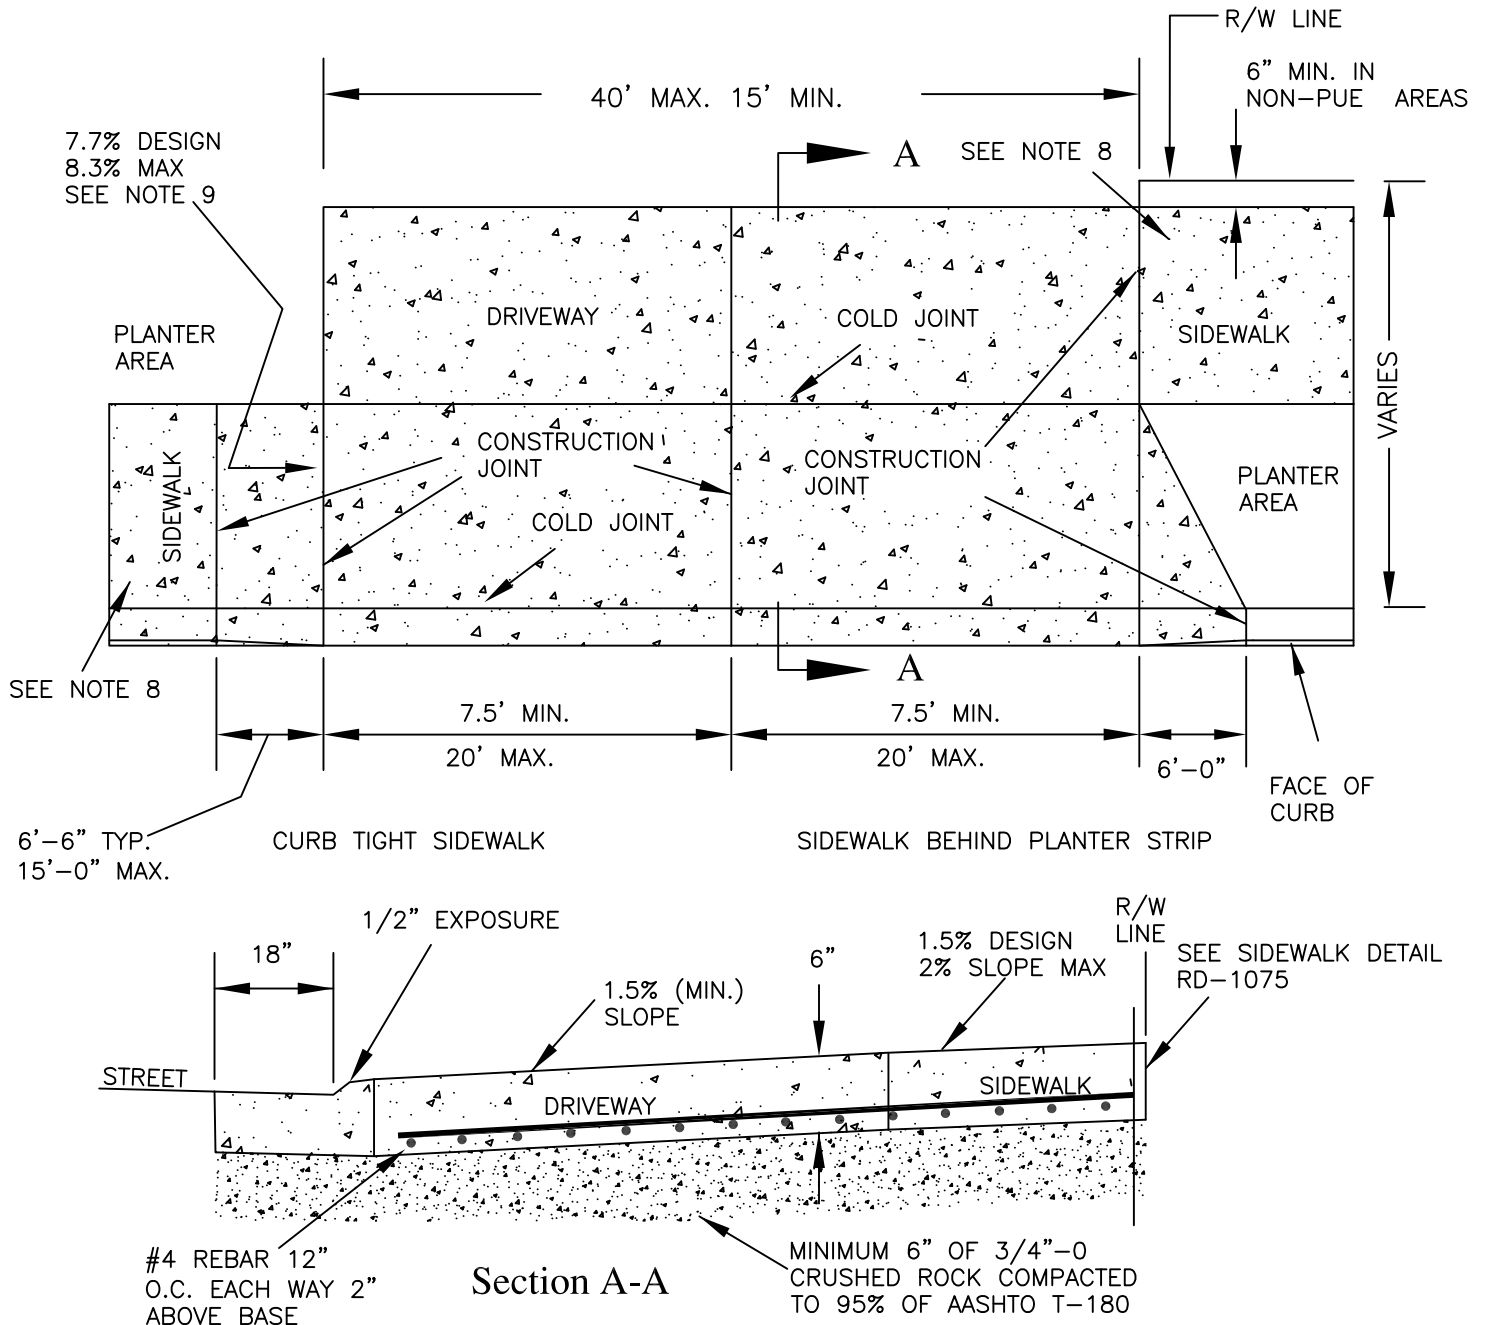 R/W LINE
6” MIN. IN
NON-PUE AREAS
40’ MAX. 15’ MIN.
7.7% DESIGN
8.3% MAX
SEE NOTE 9
A
SEE NOTE 8
PLANTER
AREA
DRIVEWAY
COLD JOINT
SIDEWALK
VARIES
CONSTRUCTION
JOINT
CONSTRUCTION
JOINT
PLANTER
AREA
SIDEWALK
COLD JOINT
SEE NOTE 8
A
7.5’ MIN.
20’ MAX.
7.5’ MIN.
20’ MAX.
6’-0”
FACE OF
CURB
6’-6” TYP.
15’-0” MAX.
CURB TIGHT SIDEWALK
SIDEWALK BEHIND PLANTER STRIP
1/2” EXPOSURE
R/W
LINE
18”
6”
1.5% DESIGN
2% SLOPE MAX
SEE SIDEWALK DETAIL
RD-1075
1.5% (MIN.)
SLOPE
STREET
DRIVEWAY
SIDEWALK
#4 REBAR 12”
O.C. EACH WAY 2”
ABOVE BASE
Section A-A
MINIMUM 6” OF 3/4”-0
CRUSHED ROCK COMPACTED
TO 95% OF AASHTO T-180